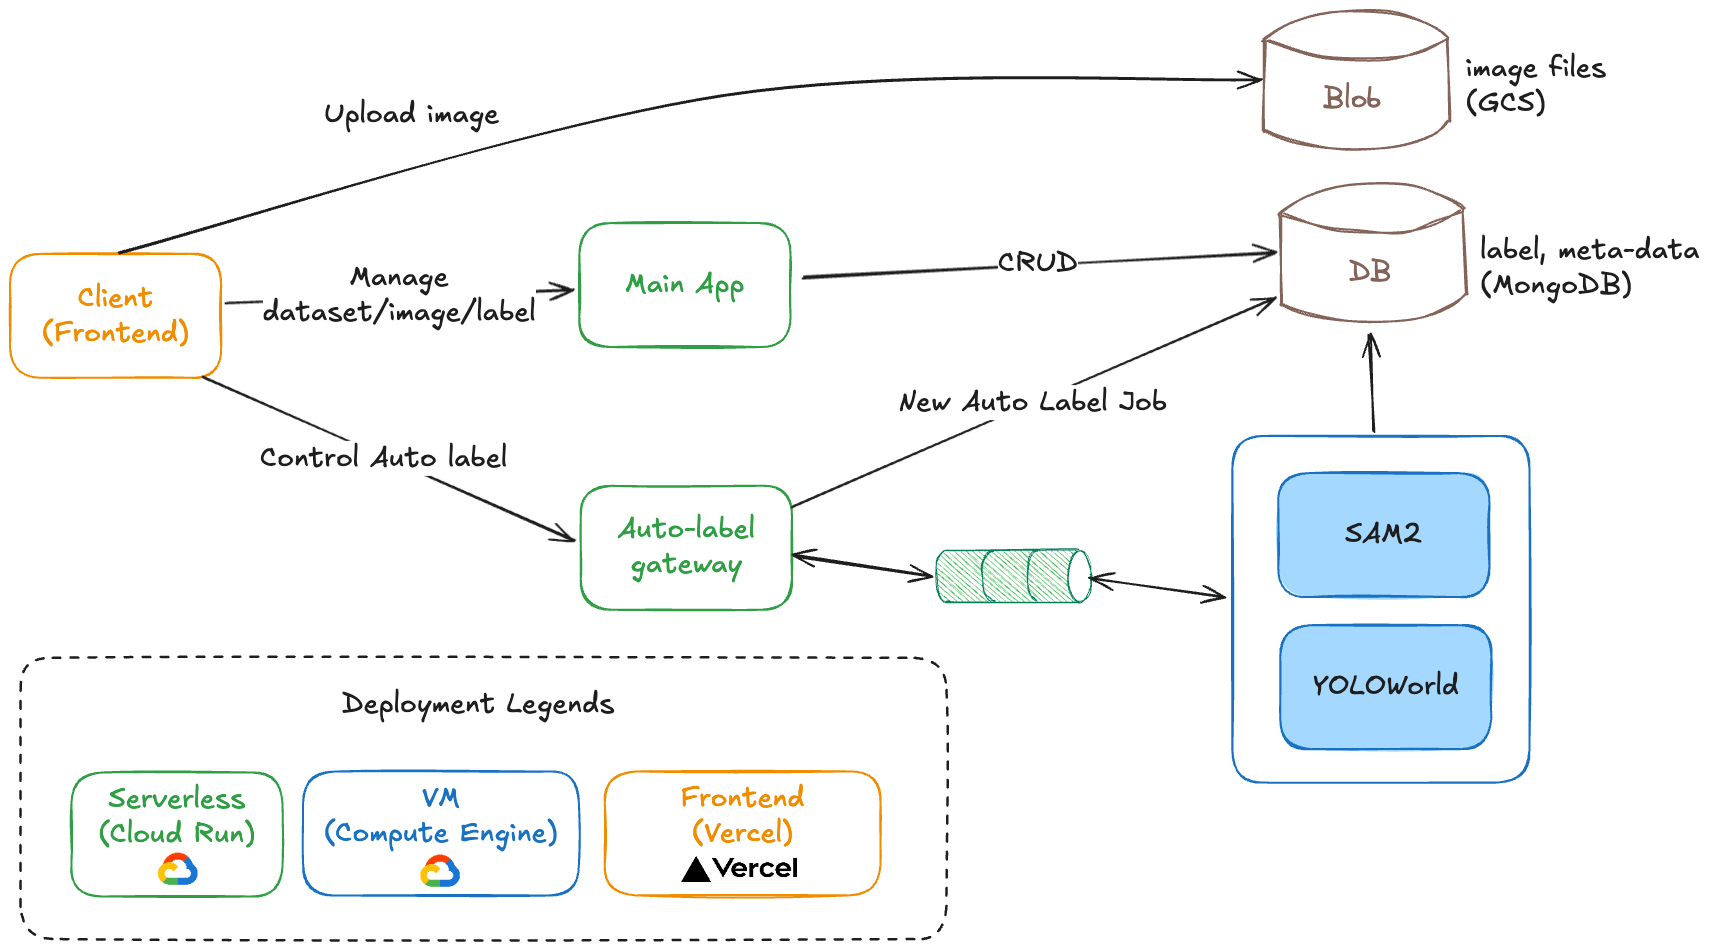 Upload image
Blob
image files
(GCS)
Client
(Frontend)
Manage
dataset/image/label
Main App
CRUD
DB
label, meta-data
(MongoDB)
New Auto Label Job
Control Auto label
Auto-label
gateway
SAM2
YOLOWorld
Deployment Legends
Serverless
(Cloud Run)
VM
(Compute Engine)
Frontend
(Vercel)
Vercel